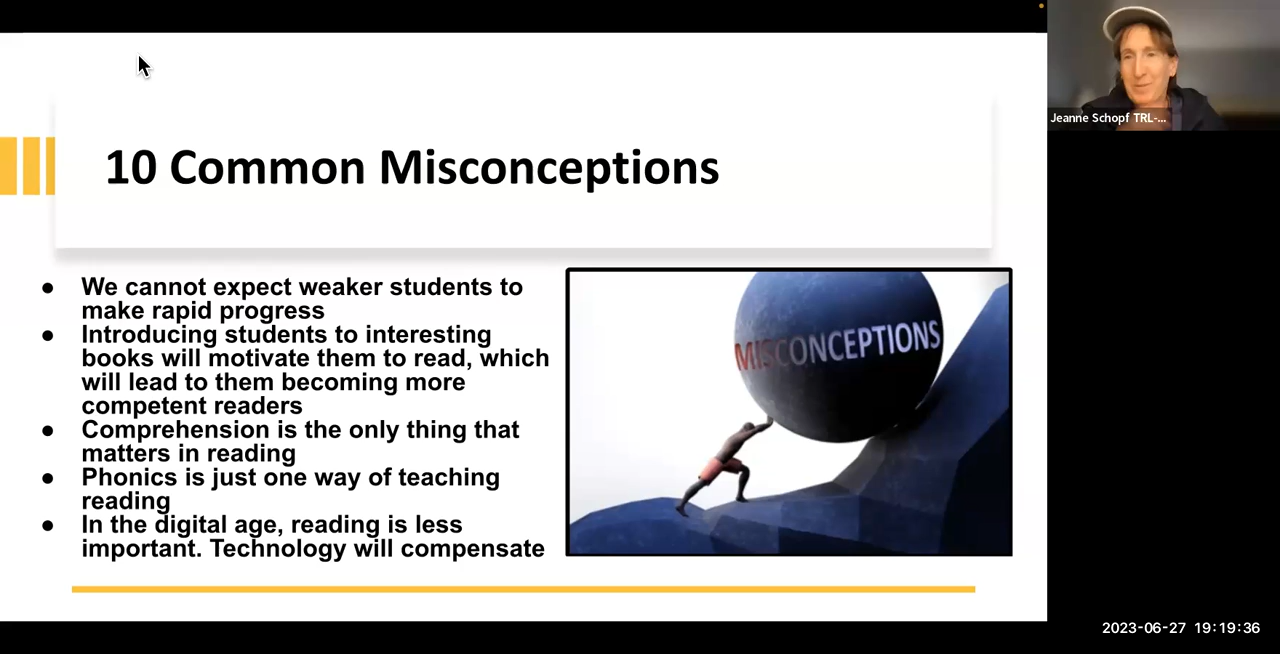 10 Common Misconceptions
● We cannot expect weaker students to
make rapid progress
● Introducing students to interesting
books will motivate them to read, which
will lead to them becoming more
competent readers
● Comprehension is the only thing that
matters in reading
● Phonics is just one way of teaching
reading
● In the digital age, reading is less
important. Technology will compensate
MISCONCEPTIONS
Jeanne Schopf TRL-...
2023-06-27 19:19:36